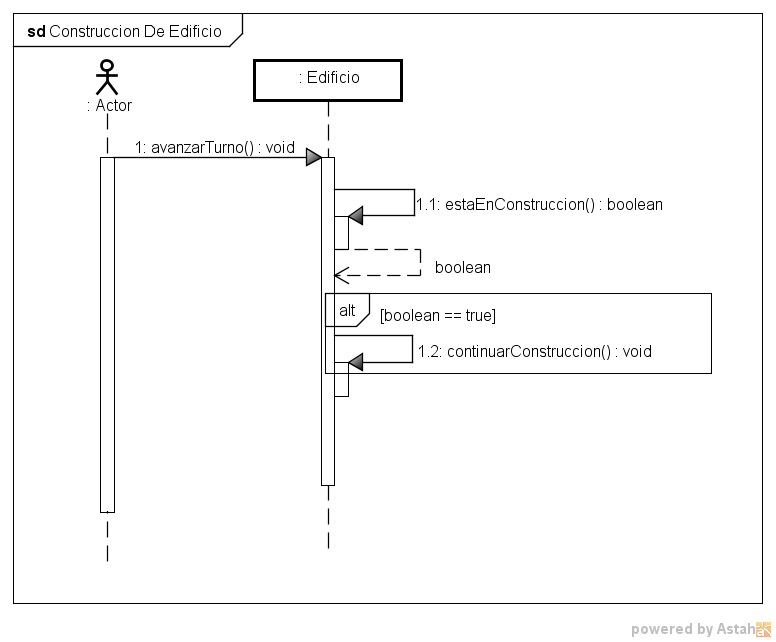 sd Construccion De Edificio
: Actor
: Edificio
1: avanzarTurno() : void
1.1: estaEnConstruccion() : boolean
boolean
alt
[boolean == true]
1.2: continuarConstruccion() : void
powered by Astah